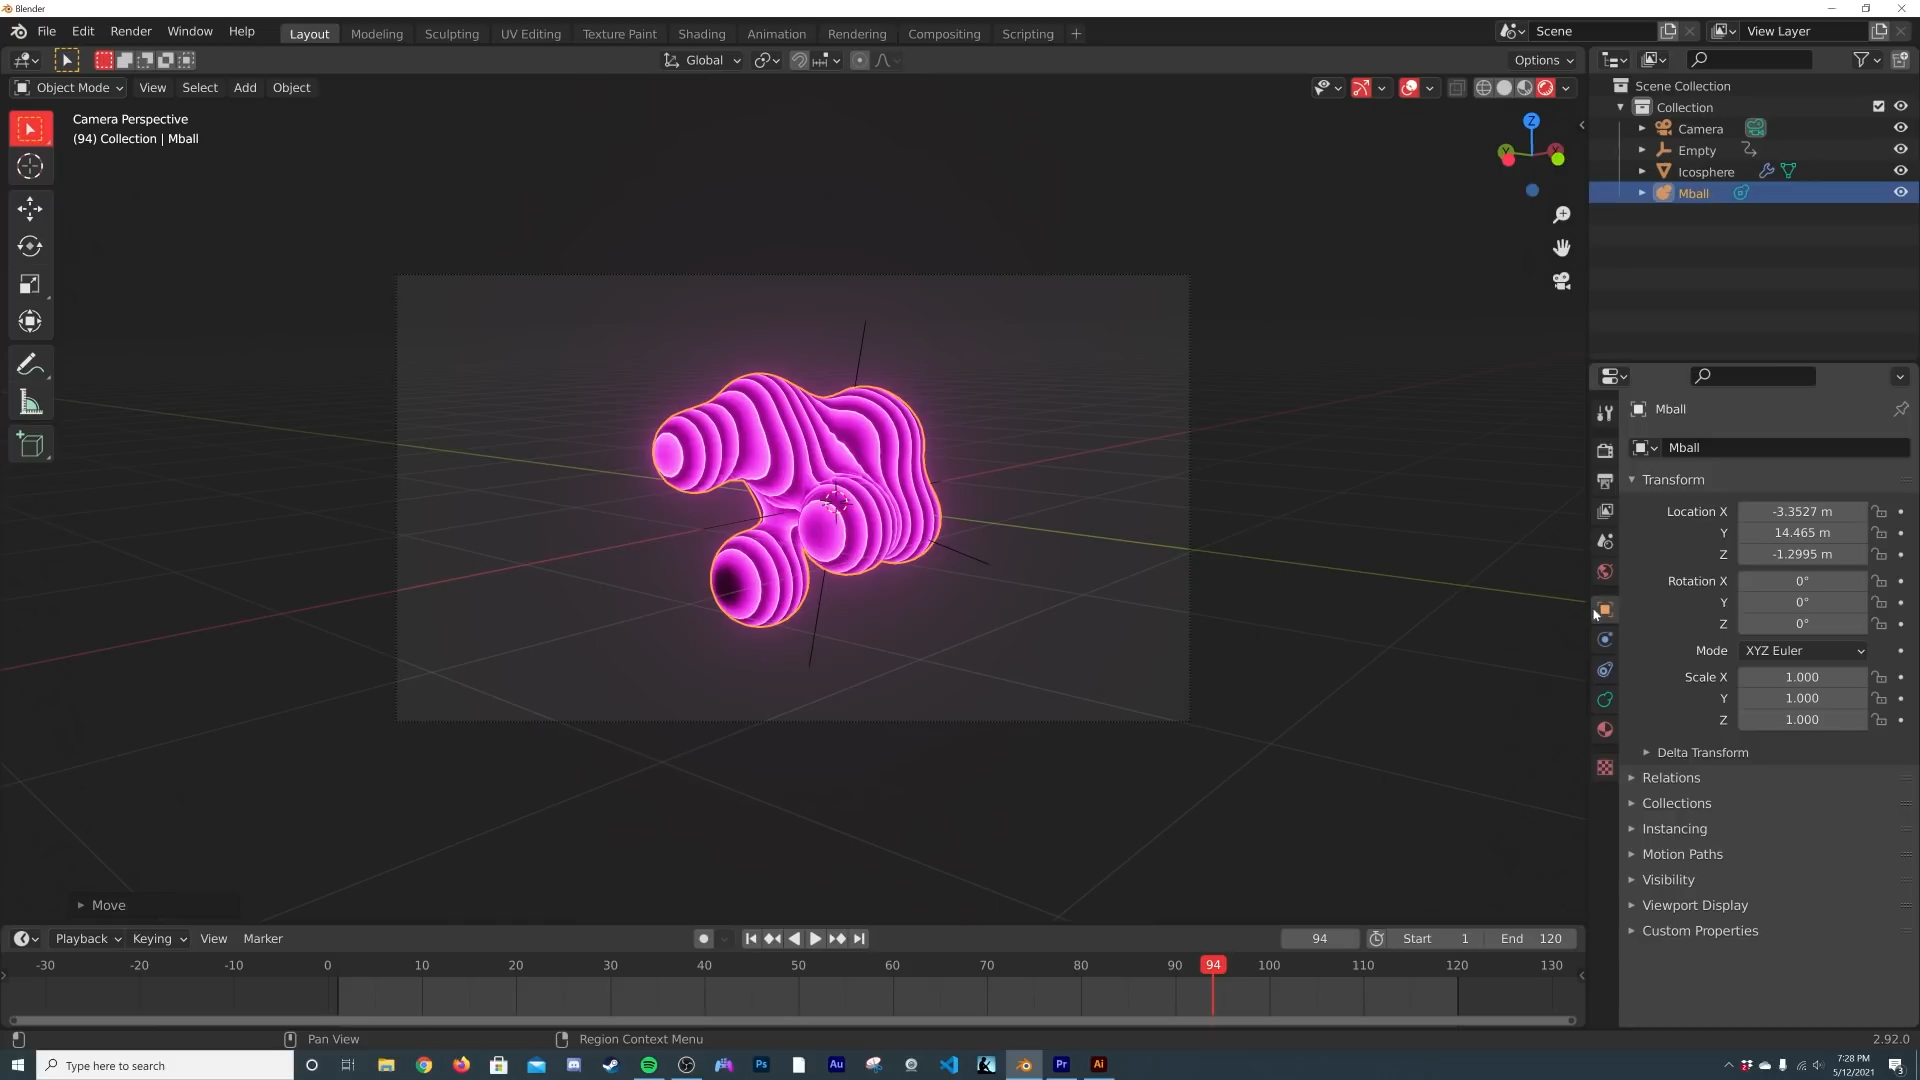 Blender
File Edit Render Window Help
Layout Modeling Sculpting UV Editing Texture Paint Shading Animation Rendering Compositing Scripting +
Scene
View Layer
Global
Options
Object Mode View Select Add Object
Camera Perspective
(94) Collection | Mball
Z
Y
Scene Collection
Collection
Camera
Empty
Icosphere
Mball
Mball
Mball
Transform
Location X -3.3527 m
Y 14.465 m
Z -1.2995 m
Rotation X 0°
Y 0°
Z 0°
Mode XYZ Euler
Scale X 1.000
Y 1.000
Z 1.000
Delta Transform
Relations
Collections
Instancing
Motion Paths
Visibility
Viewport Display
Custom Properties
Move
Playback Keying View Marker
94 Start 1 End 120
-30 -20 -10 0 10 20 30 40 50 60 70 80 90 94 100 110 120 130
Pan View
Region Context Menu
2.92.0
Type here to search
Ps
Au
Pr
Ai
7:28 PM
5/12/2021
3